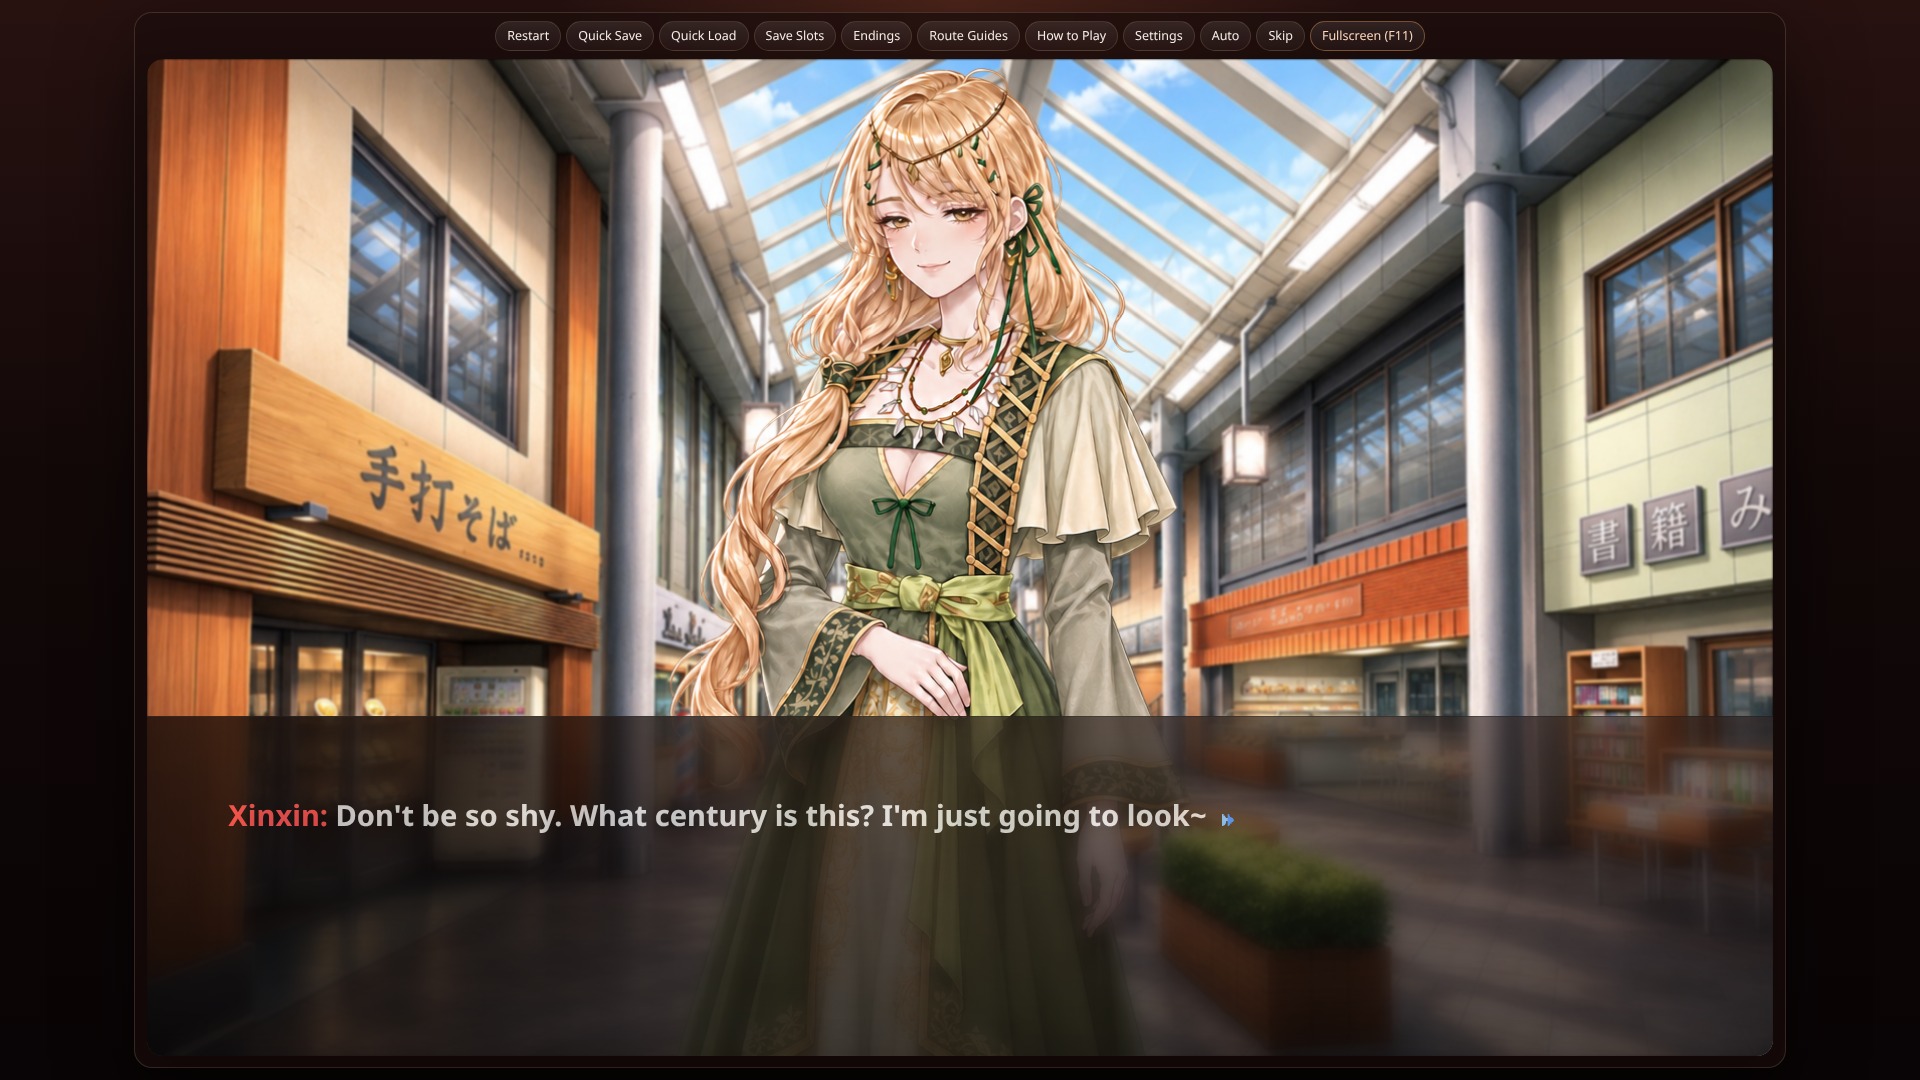 Restart Quick Save Quick Load Save Slots Endings Route Guides How to Play Settings Auto Skip Fullscreen (F11)
手打そば
書籍み
Xinxin: Don't be so shy. What century is this? I'm just going to look~